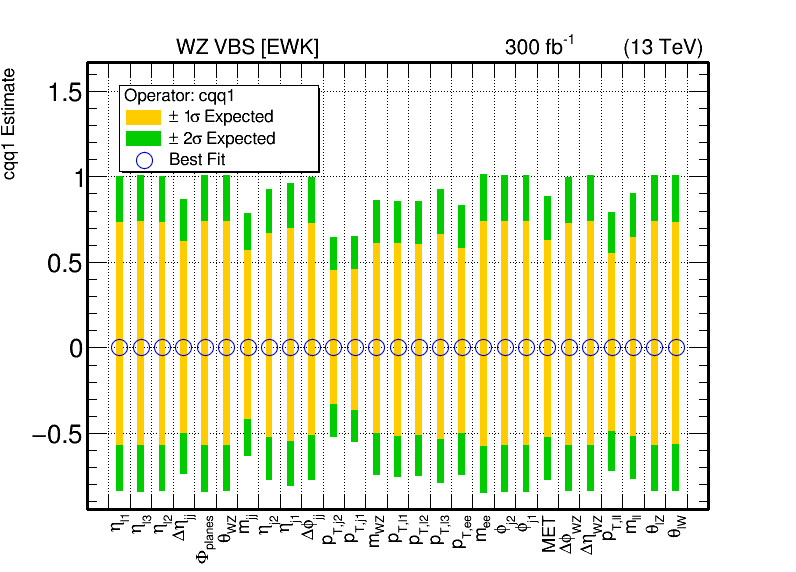 WZ VBS [EWK] 300 fb⁻¹ (13 TeV)
cqq1 Estimate
Operator: cqq1
± 1σ Expected
± 2σ Expected
Best Fit
1.5
1
0.5
0
−0.5
η_l1 η_l3 η_l2 Δη_jj Φ_planes θ_WZ m_jj η_j2 η_j1 Δϕ_jj p_T,j2 p_T,j1 m_WZ p_T,l1 p_T,l2 p_T,l3 p_T,ee m_ee ϕ_j2 ϕ_j1 MET Δϕ_WZ Δη_WZ p_T,ll m_ll θ_lZ θ_lW